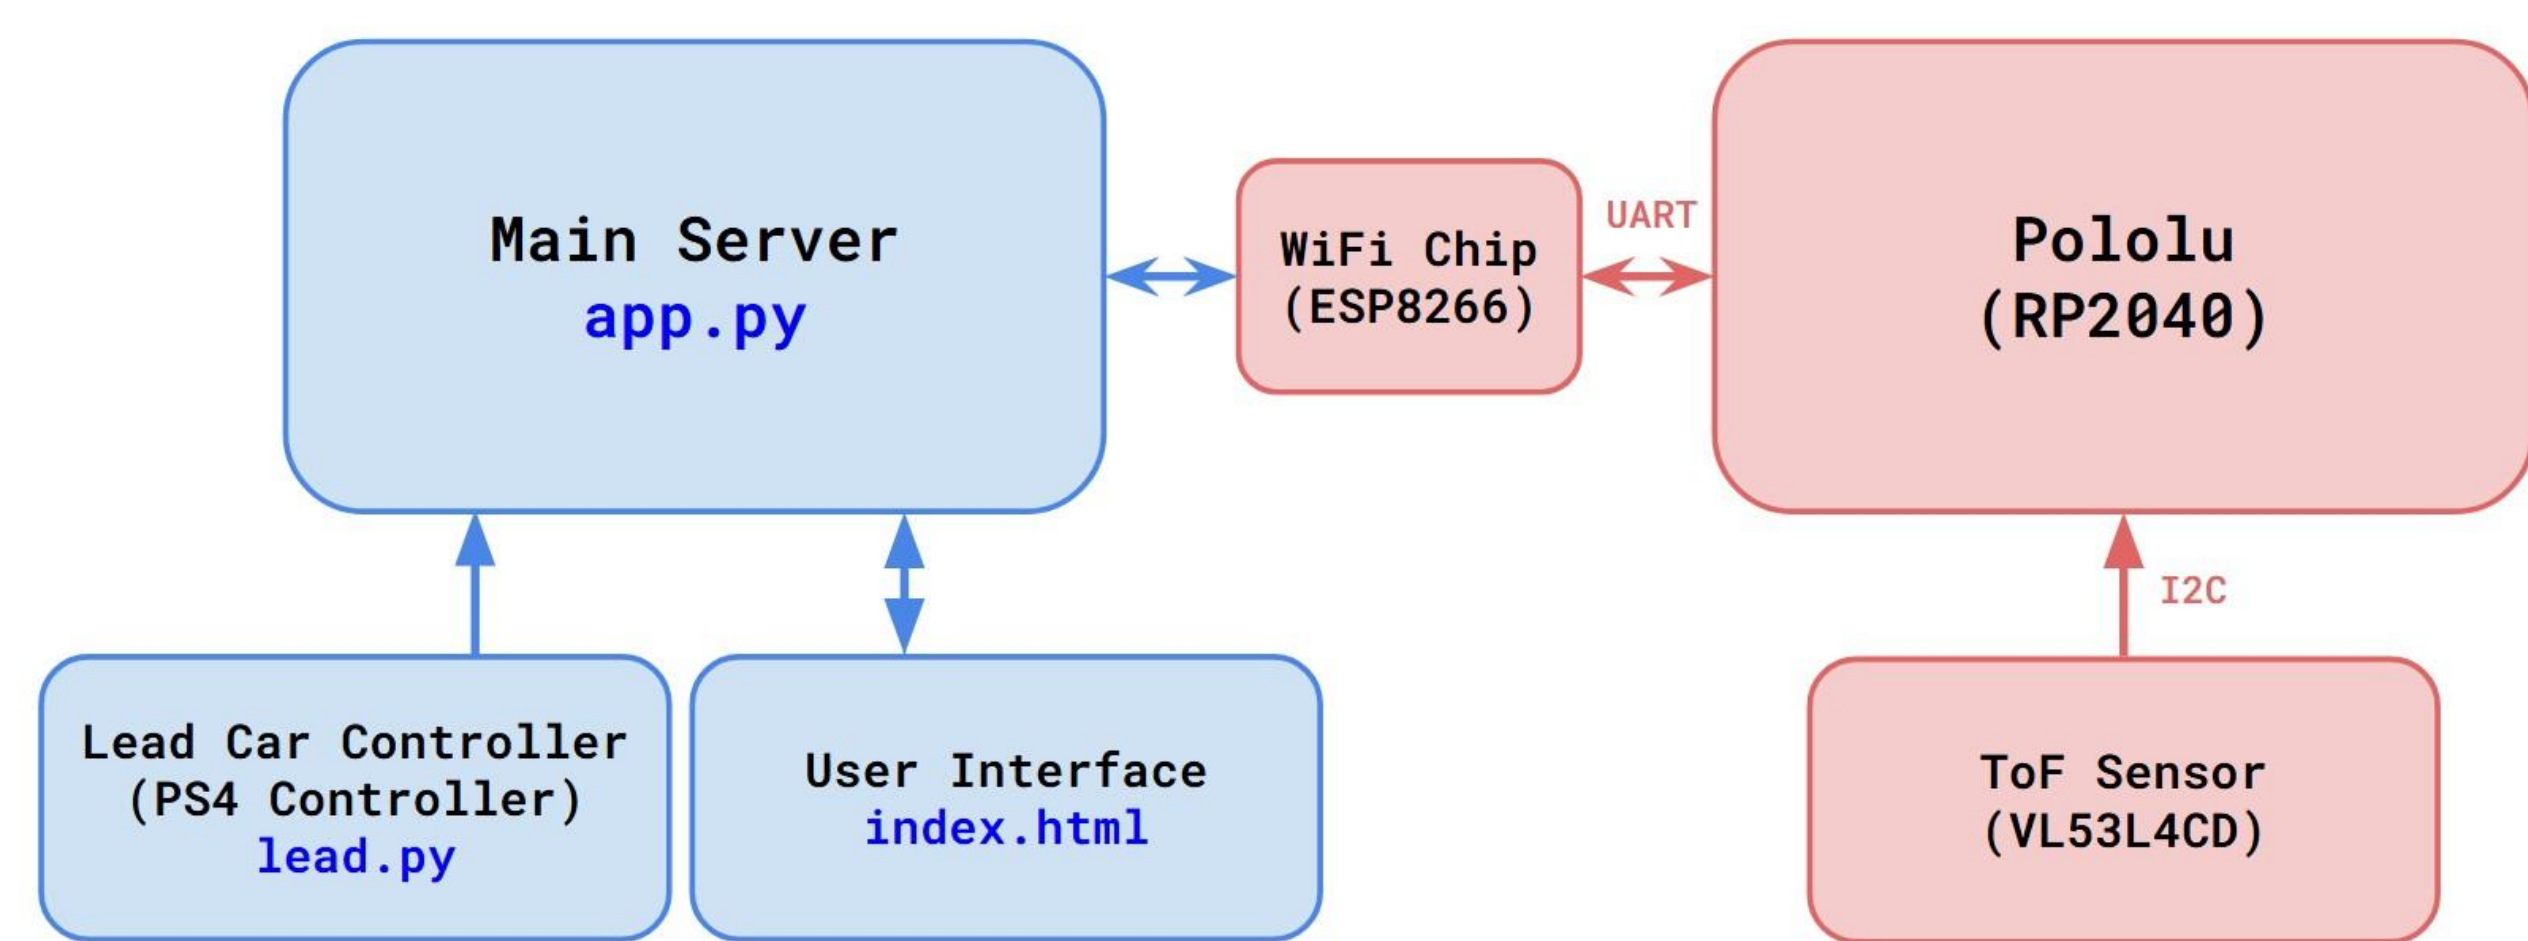 Main Server
app.py
WiFi Chip
(ESP8266)
UART
Pololu
(RP2040)
I2C
Lead Car Controller
(PS4 Controller)
lead.py
User Interface
index.html
ToF Sensor
(VL53L4CD)